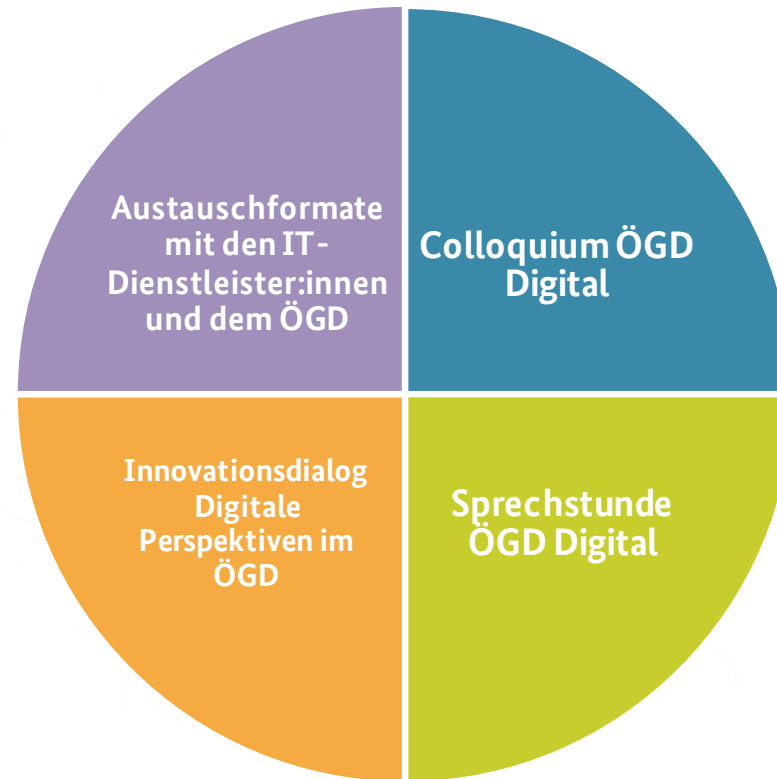 Austauschformate
mit den IT-
Dienstleister:innen
und dem ÖGD
Colloquium ÖGD
Digital
Innovationsdialog
Digitale
Perspektiven im
ÖGD
Sprechstunde
ÖGD Digital